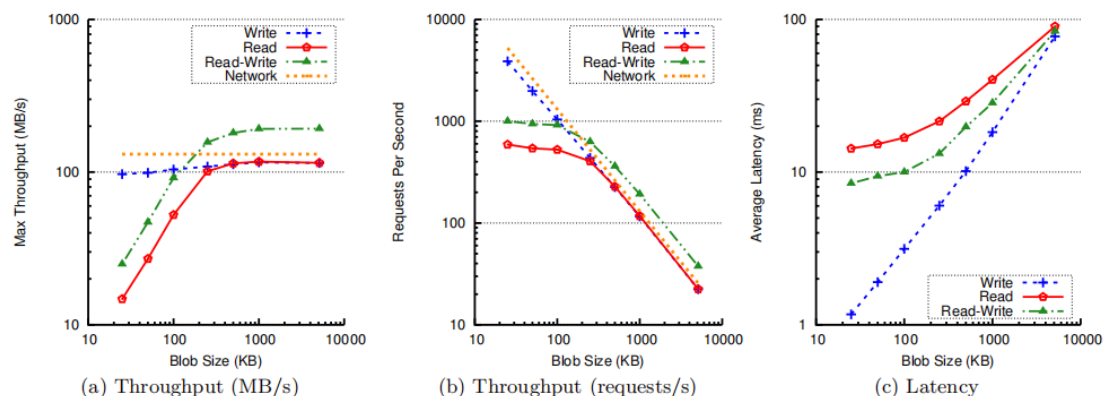 1000
100
10
10 100 1000 10000
Max Throughput (MB/s)
Blob Size (KB)
Write
Read
Read-Write
Network
(a) Throughput (MB/s)
10000
1000
100
10
10 100 1000 10000
Requests Per Second
Blob Size (KB)
Write
Read
Read-Write
Network
(b) Throughput (requests/s)
100
10
1
10 100 1000 10000
Average Latency (ms)
Blob Size (KB)
Write
Read
Read-Write
(c) Latency